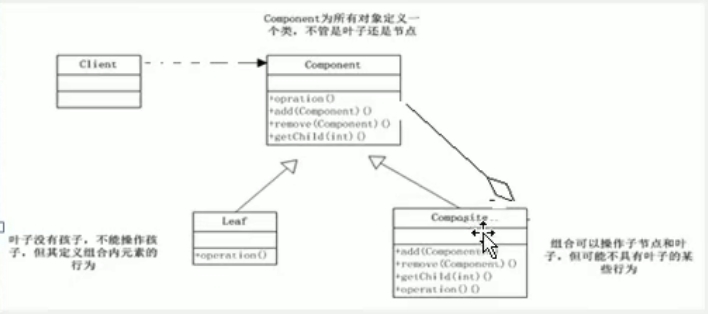 Component为所有对象定义一
个类，不管是叶子还是节点
Client
Component
+opration()
+add(Component)()
+remove(Component)()
+getChild(int)()
Leaf
+operation()
Composite
+add(Component
+remove(Component)()
+getChild(int)()
+operation()()
叶子没有孩子，不能操作孩
子，但其定义组合内元素的
行为
组合可以操作子节点和叶
子，但可能不具有叶子的某
些行为